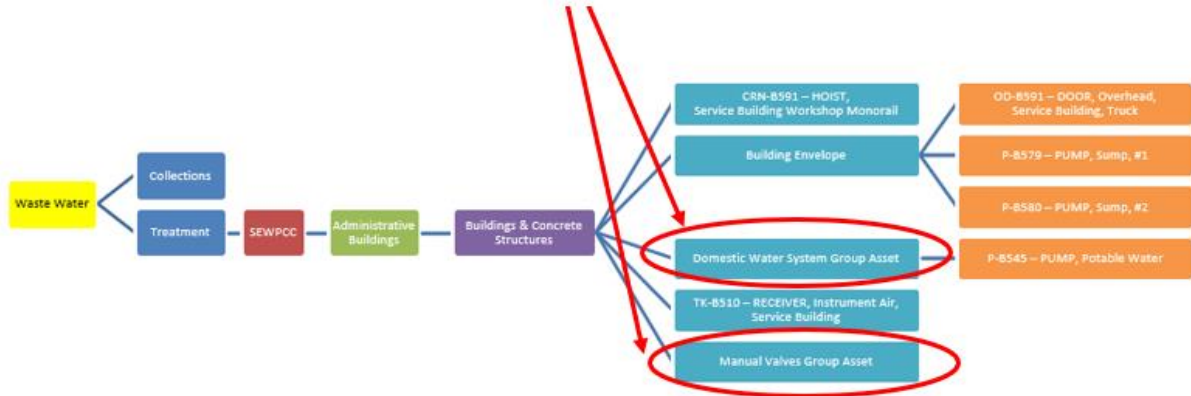 Waste Water
Collections
Treatment
SEWPCC
Administrative
Buildings
Buildings & Concrete
Structures
CRN-B591 – HOIST,
Service Building Workshop Monorail
Building Envelope
Domestic Water System Group Asset
TK-B510 – RECEIVER, Instrument Air,
Service Building
Manual Valves Group Asset
OD-B591 – DOOR, Overhead,
Service Building, Truck
P-B579 – PUMP, Sump, #1
P-B580 – PUMP, Sump, #2
P-B545 – PUMP, Potable Water